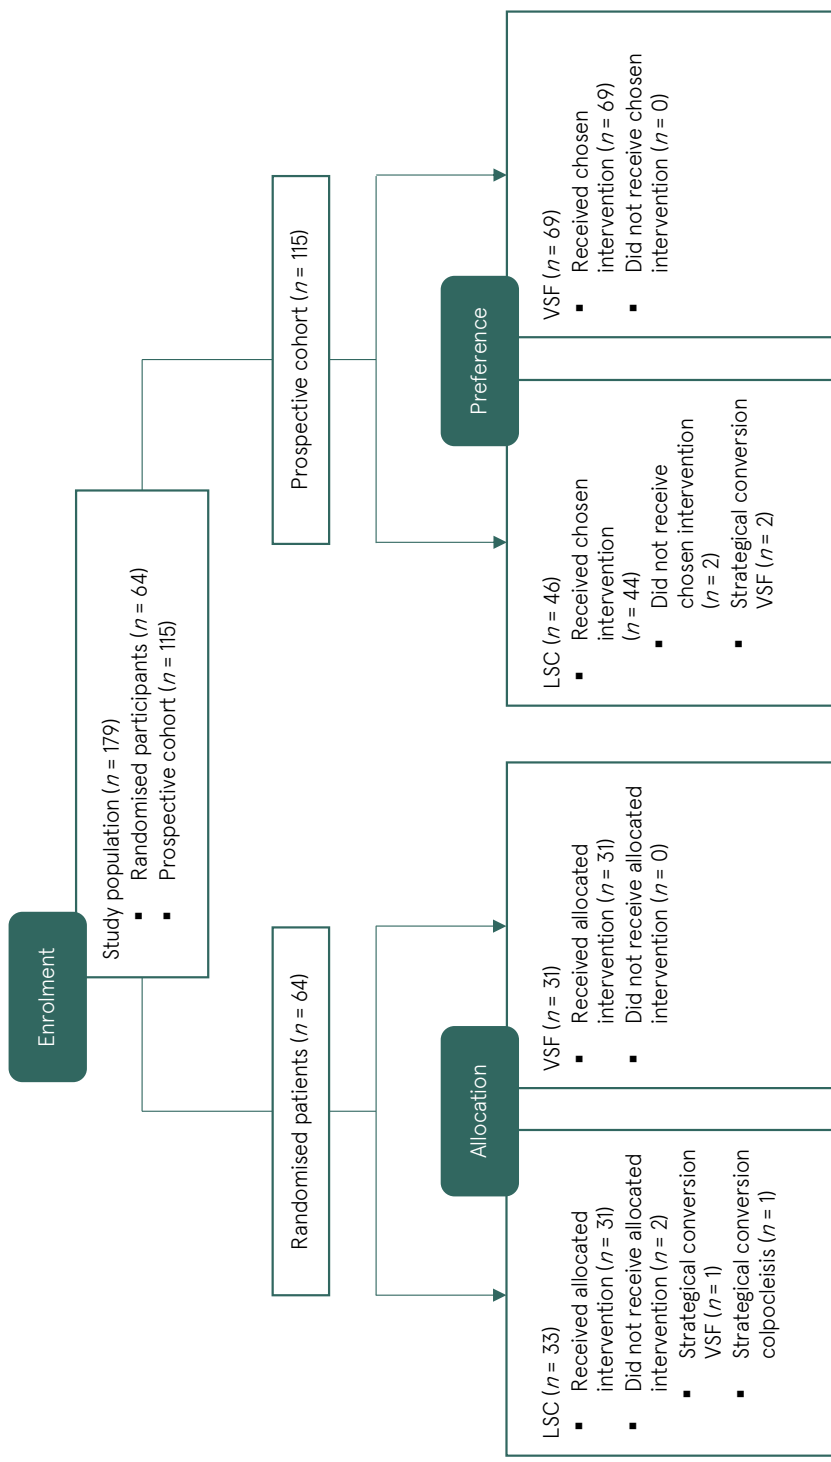 Enrolment
Study population (n = 179)
▪ Randomised participants (n = 64)
▪ Prospective cohort (n = 115)
Randomised patients (n = 64)
Prospective cohort (n = 115)
Allocation
LSC (n = 33)
▪ Received allocated
intervention (n = 31)
▪ Did not receive allocated
intervention (n = 2)
▪ Strategical conversion
VSF (n = 1)
▪ Strategical conversion
colpocleisis (n = 1)
VSF (n = 31)
▪ Received allocated
intervention (n = 31)
▪ Did not receive allocated
intervention (n = 0)
Preference
LSC (n = 46)
▪ Received chosen
intervention
(n = 44)
▪ Did not receive
chosen intervention
(n = 2)
▪ Strategical conversion
VSF (n = 2)
VSF (n = 69)
▪ Received chosen
intervention (n = 69)
▪ Did not receive chosen
intervention (n = 0)